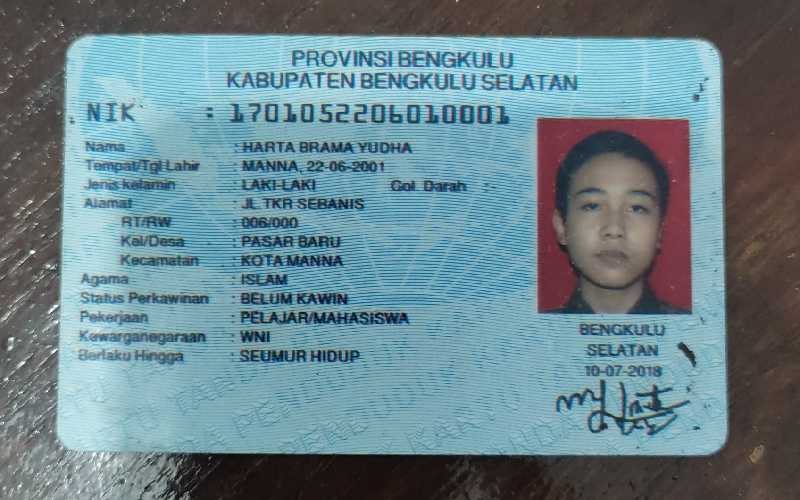 PROVINSI BENGKULU
KABUPATEN BENGKULU SELATAN
NIK : 1701052206010001
Nama : HARTA BRAMA YUDHA
Tempat/Tgl Lahir : MANNA, 22-06-2001
Jenis kelamin : LAKI-LAKI Gol. Darah : -
Alamat : JL TKR SEBANIS
RT/RW : 006/000
Kel/Desa : PASAR BARU
Kecamatan : KOTA MANNA
Agama : ISLAM
Status Perkawinan : BELUM KAWIN
Pekerjaan : PELAJAR/MAHASISWA
Kewarganegaraan : WNI
Berlaku Hingga : SEUMUR HIDUP
BENGKULU
SELATAN
10-07-2018